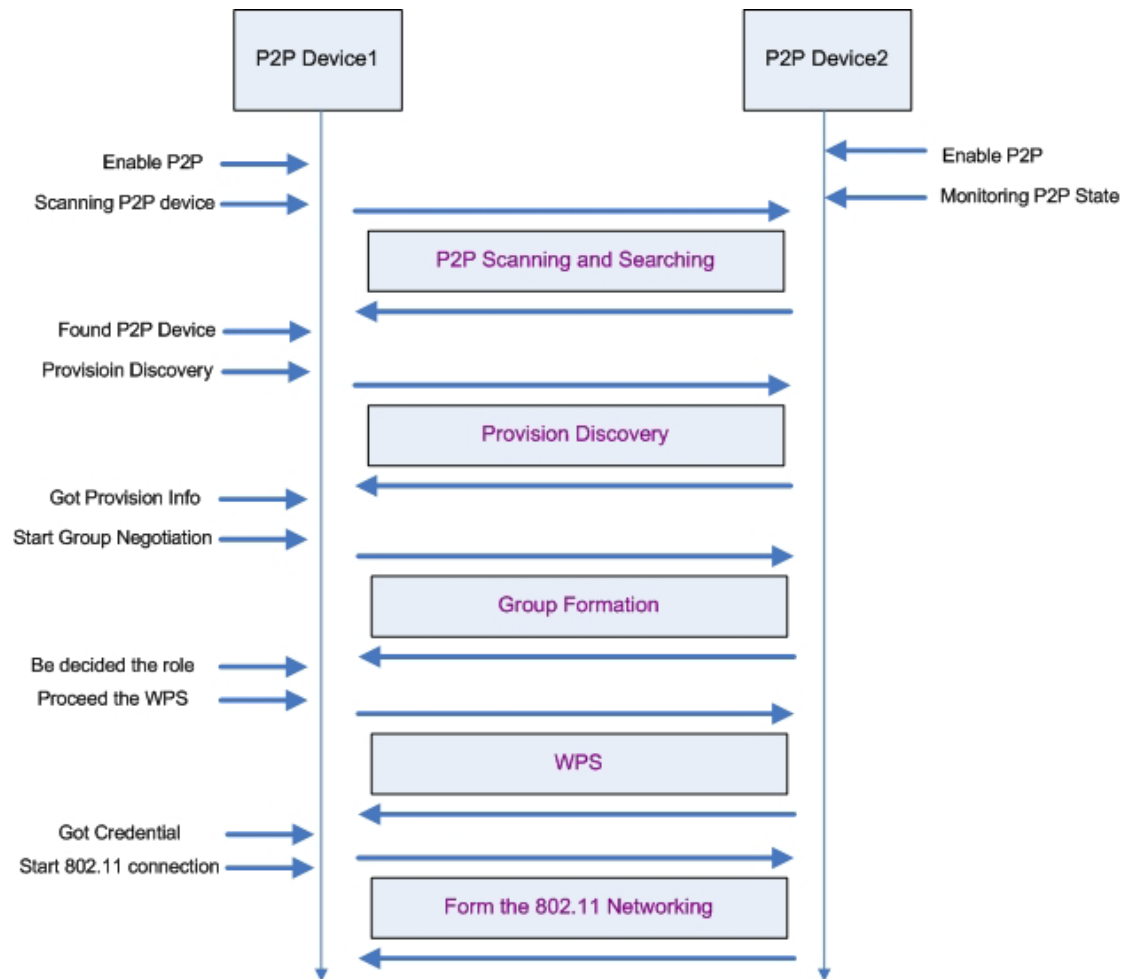 P2P Device1
P2P Device2
Enable P2P
Enable P2P
Scanning P2P device
Monitoring P2P State
P2P Scanning and Searching
Found P2P Device
Provisioin Discovery
Provision Discovery
Got Provision Info
Start Group Negotiation
Group Formation
Be decided the role
Proceed the WPS
WPS
Got Credential
Start 802.11 connection
Form the 802.11 Networking